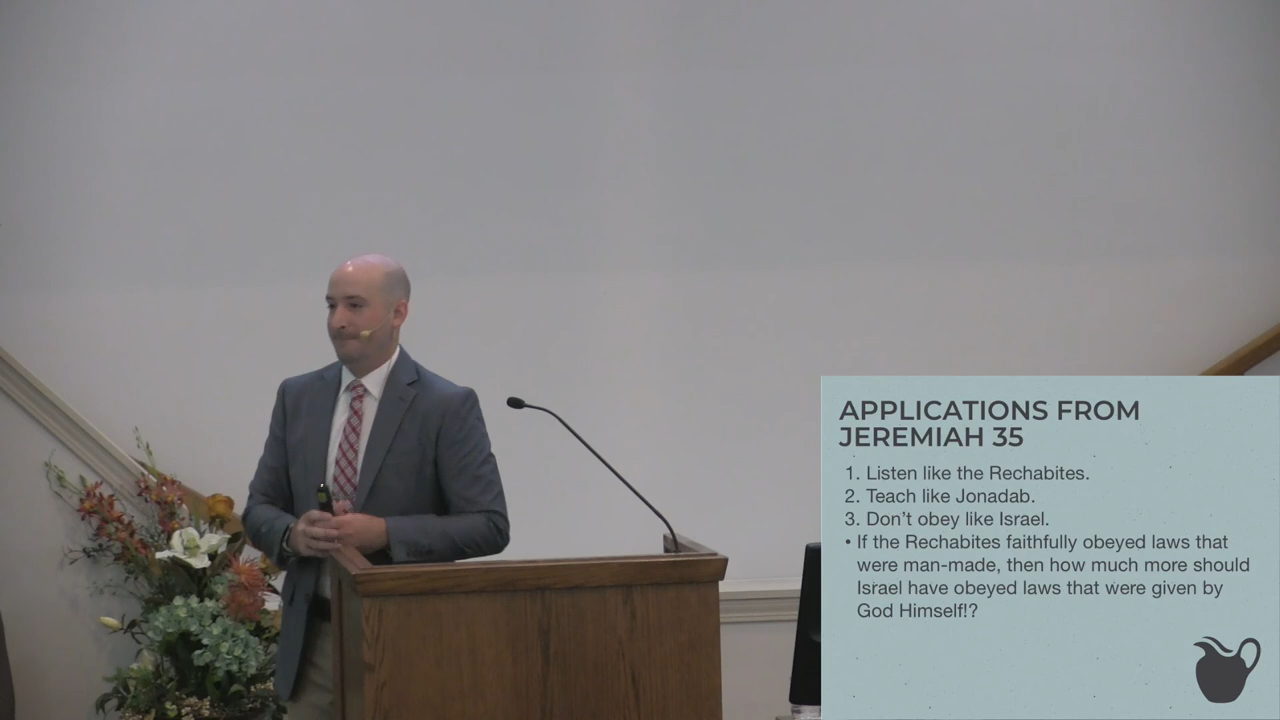 APPLICATIONS FROM
JEREMIAH 35
1. Listen like the Rechabites.
2. Teach like Jonadab.
3. Don't obey like Israel.
• If the Rechabites faithfully obeyed laws that
were man-made, then how much more should
Israel have obeyed laws that were given by
God Himself!?